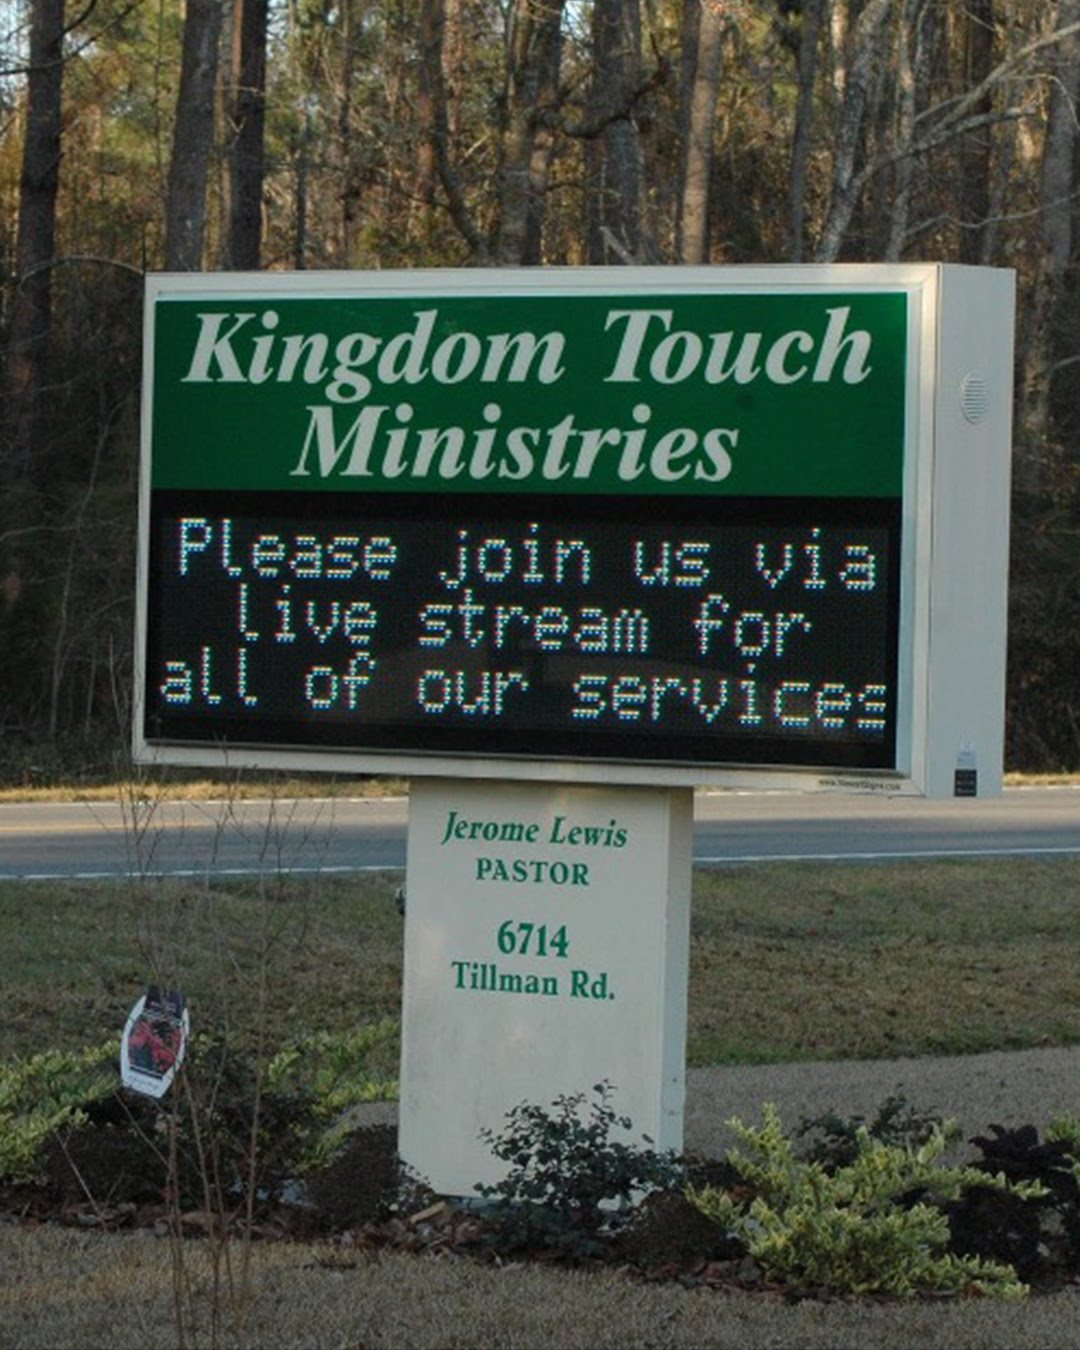 Kingdom Touch
Ministries
Please join us via
live stream for
all of our services
Jerome Lewis
PASTOR
6714
Tillman Rd.